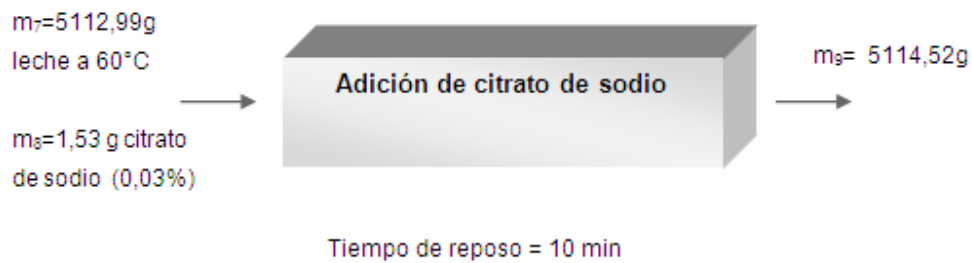 m₇=5112,99g
leche a 60°C
m₈=1,53 g citrato
de sodio (0,03%)
Adición de citrato de sodio
m₉= 5114,52g
Tiempo de reposo = 10 min